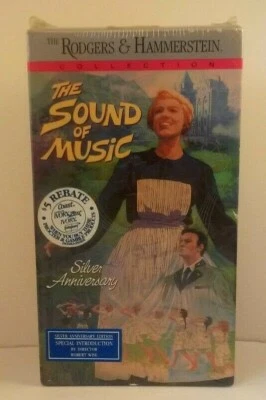 THE RODGERS & HAMMERSTEIN
COLLECTION
THE
SOUND
OF
MUSIC
$5 REBATE
Silver
Anniversary
SILVER ANNIVERSARY EDITION
SPECIAL INTRODUCTION
BY DIRECTOR
ROBERT WISE